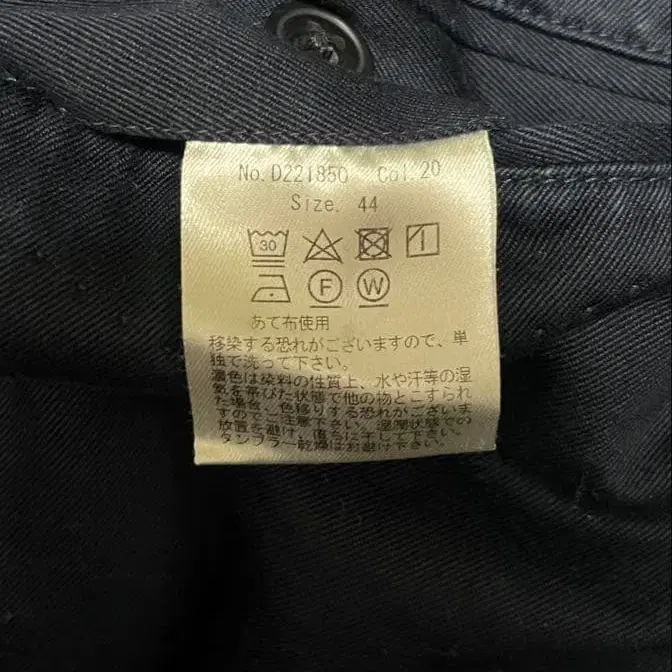 No. D221850 Col. 20
Size. 44
30
F W
あて布使用
移染する恐れがございますので、単
独で洗って下さい。
濃色は染料の性質上、水や汗等の湿
気を帯びた状態で他の物とこすられ
た場合、色移りする恐れがございま
すのでご注意下さい。湿潤状態での
放置を避け、直ちに干して下さい。
タンブラー乾燥はお避け下さい。